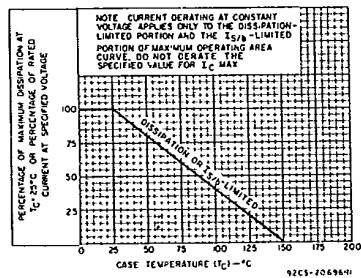 NOTE CURRENT DERATING AT CONSTANT
VOLTAGE APPLIES ONLY TO THE DISSIPATION-
LIMITED PORTION AND THE IS/b-LIMITED
PORTION OF MAXIMUM OPERATING AREA
CURVE. DO NOT DERATE THE
SPECIFIED VALUE FOR IC MAX
PERCENTAGE OF MAXIMUM DISSIPATION AT
TC = 25°C OR PERCENTAGE OF RATED
CURRENT AT SPECIFIED VOLTAGE
100
75
50
25
DISSIPATION OR IS/b-LIMITED
0 25 50 75 100 125 150 175 200
CASE TEMPERATURE (TC)—°C
92CS-20696RI